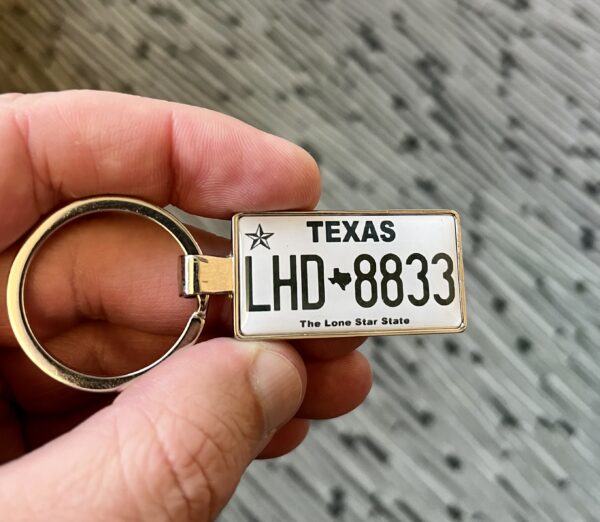 TEXAS
LHD 8833
The Lone Star State